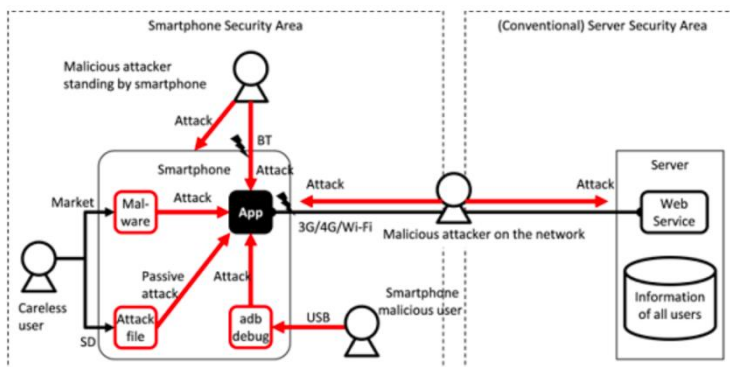 Smartphone Security Area
(Conventional) Server Security Area
Malicious attacker
standing by smartphone
Attack
BT
Smartphone
Attack
Attack
Attack
Server
Market
Mal-
ware
Attack
App
3G/4G/Wi-Fi
Malicious attacker on the network
Web
Service
Passive
attack
Attack
Careless
user
SD
Attack
file
adb
debug
USB
Smartphone
malicious user
Information
of all users